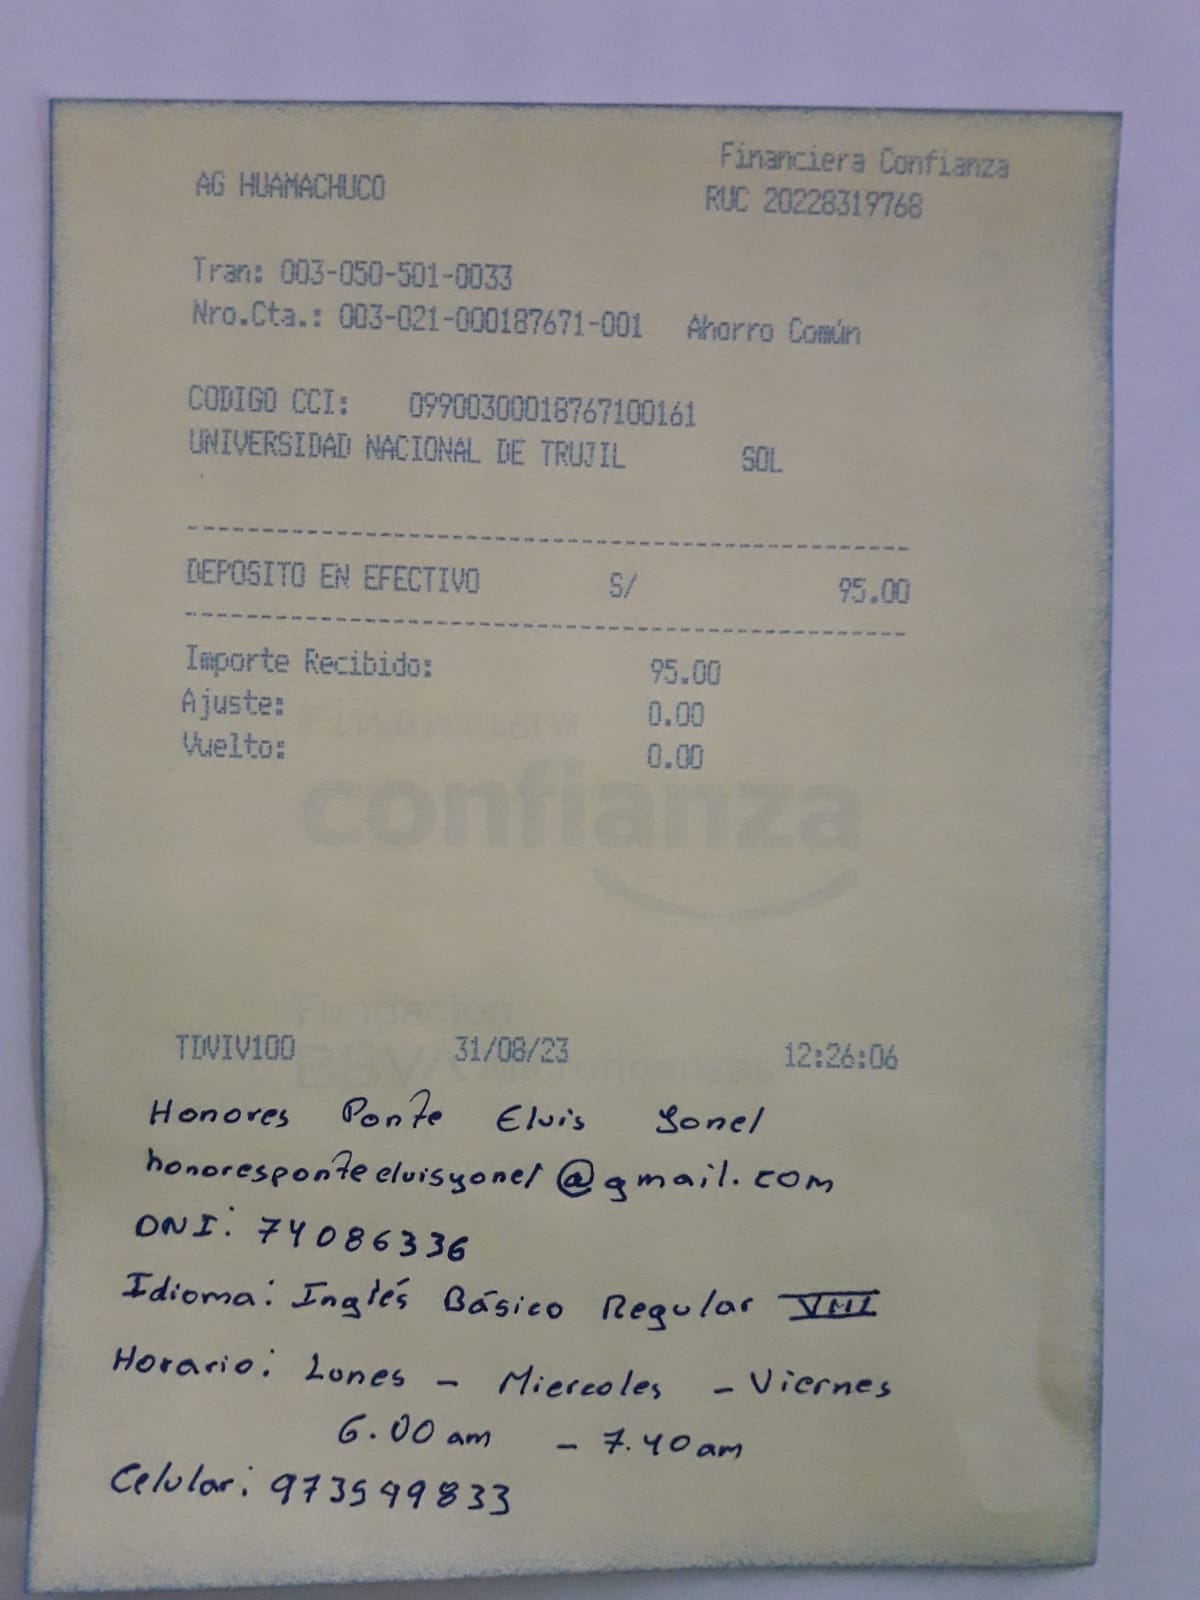 Financiera Confianza
AG HUAMACHUCO
RUC 20228319768
Tran: 003-050-501-0033
Nro.Cta.: 003-021-000187671-001 Ahorro Común
CODIGO CCI: 09900300018767100161
UNIVERSIDAD NACIONAL DE TRUJIL SOL
DEPOSITO EN EFECTIVO S/ 95.00
Importe Recibido: 95.00
Ajuste: 0.00
Vuelto: 0.00
Financiera
confianza
Fundación
BBVA Microfinanzas
TDVIV100 31/08/23 12:26:06
Honores Ponte Elvis Yonel
honoresponteelvisyonel@gmail.com
DNI: 74086336
Idioma: Inglés Básico Regular VIII
Horario: Lunes - Miercoles - Viernes
6.00 am - 7.40 am
Celular: 973599833